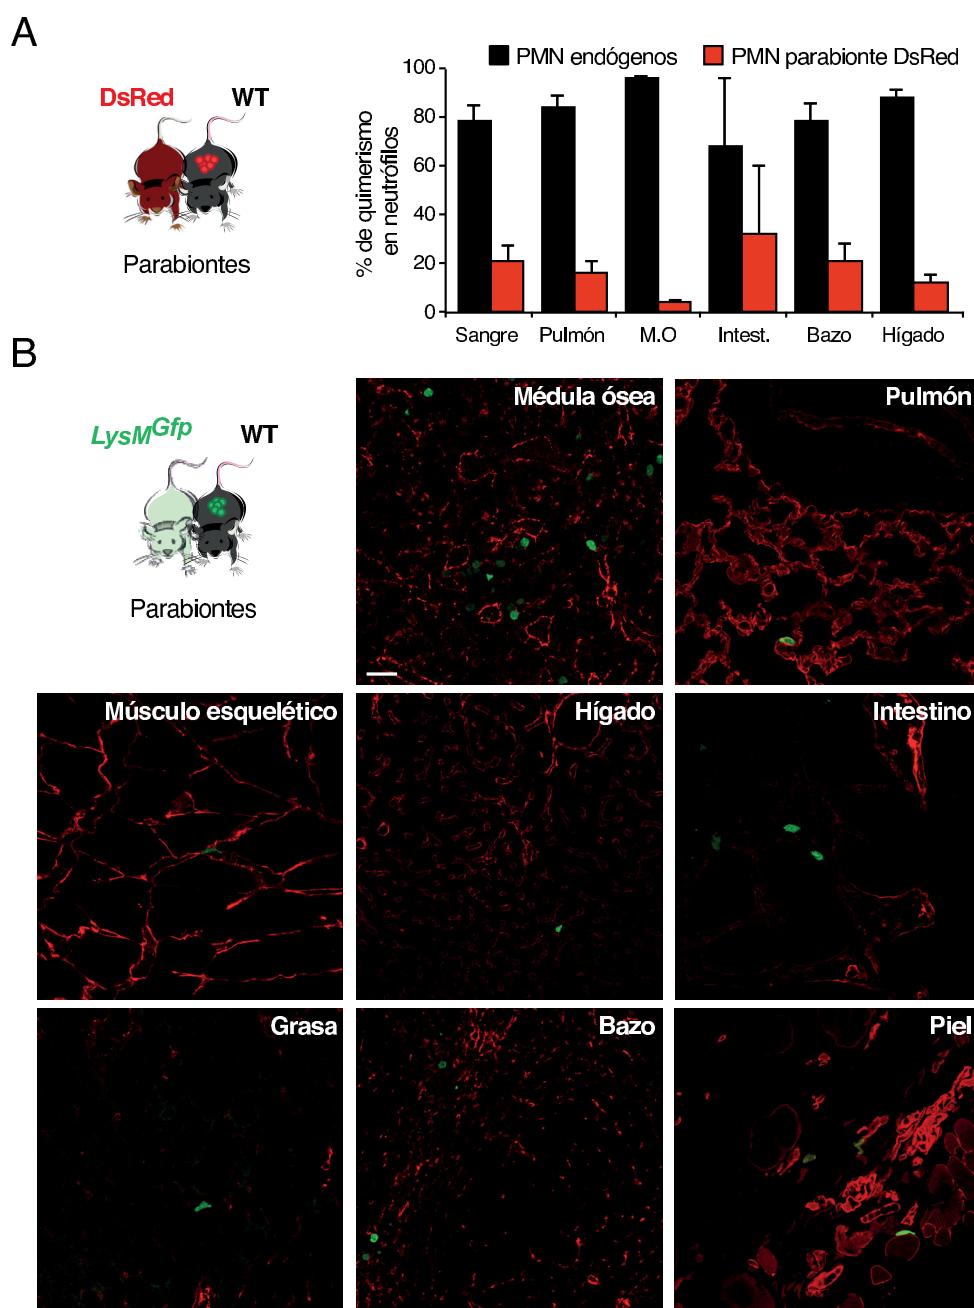 A
DsRed WT
Parabiontes
PMN endógenos PMN parabionte DsRed
% de quimerismo
en neutrófilos
100
80
60
40
20
0
Sangre Pulmón M.O Intest. Bazo Hígado
B
LysMGfp WT
Parabiontes
Médula ósea
Pulmón
Músculo esquelético
Hígado
Intestino
Grasa
Bazo
Piel